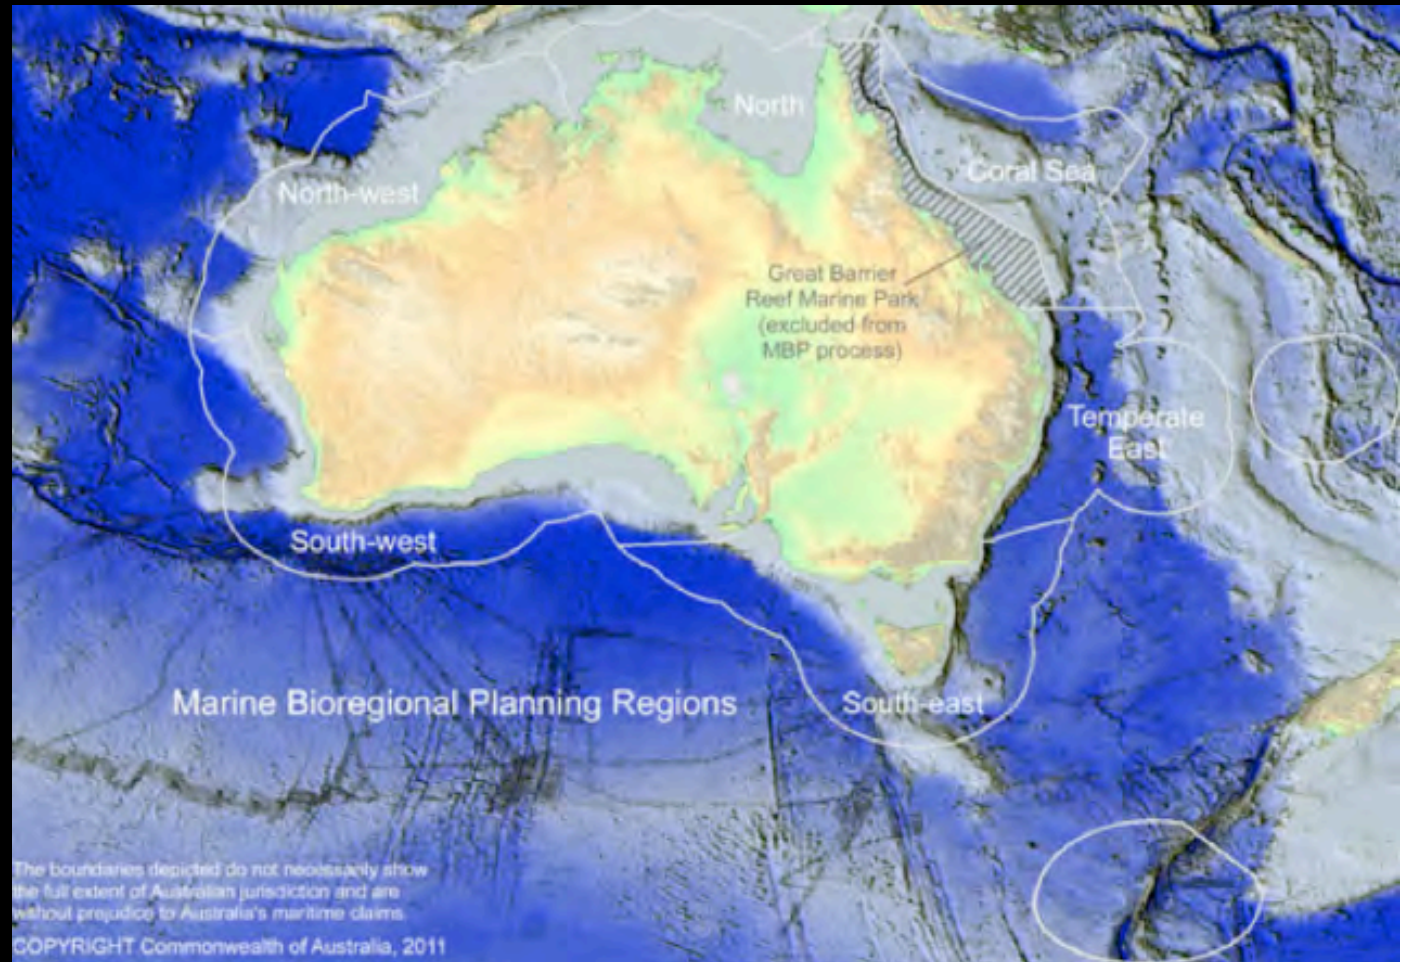 North
Coral Sea
North-west
Great Barrier
Reef Marine Park
(excluded from
MBP process)
Temperate
East
South-west
Marine Bioregional Planning Regions
South-east
The boundaries depicted do not necessarily show
the full extent of Australian jurisdiction and are
without prejudice to Australia's maritime claims.
COPYRIGHT Commonwealth of Australia, 2011